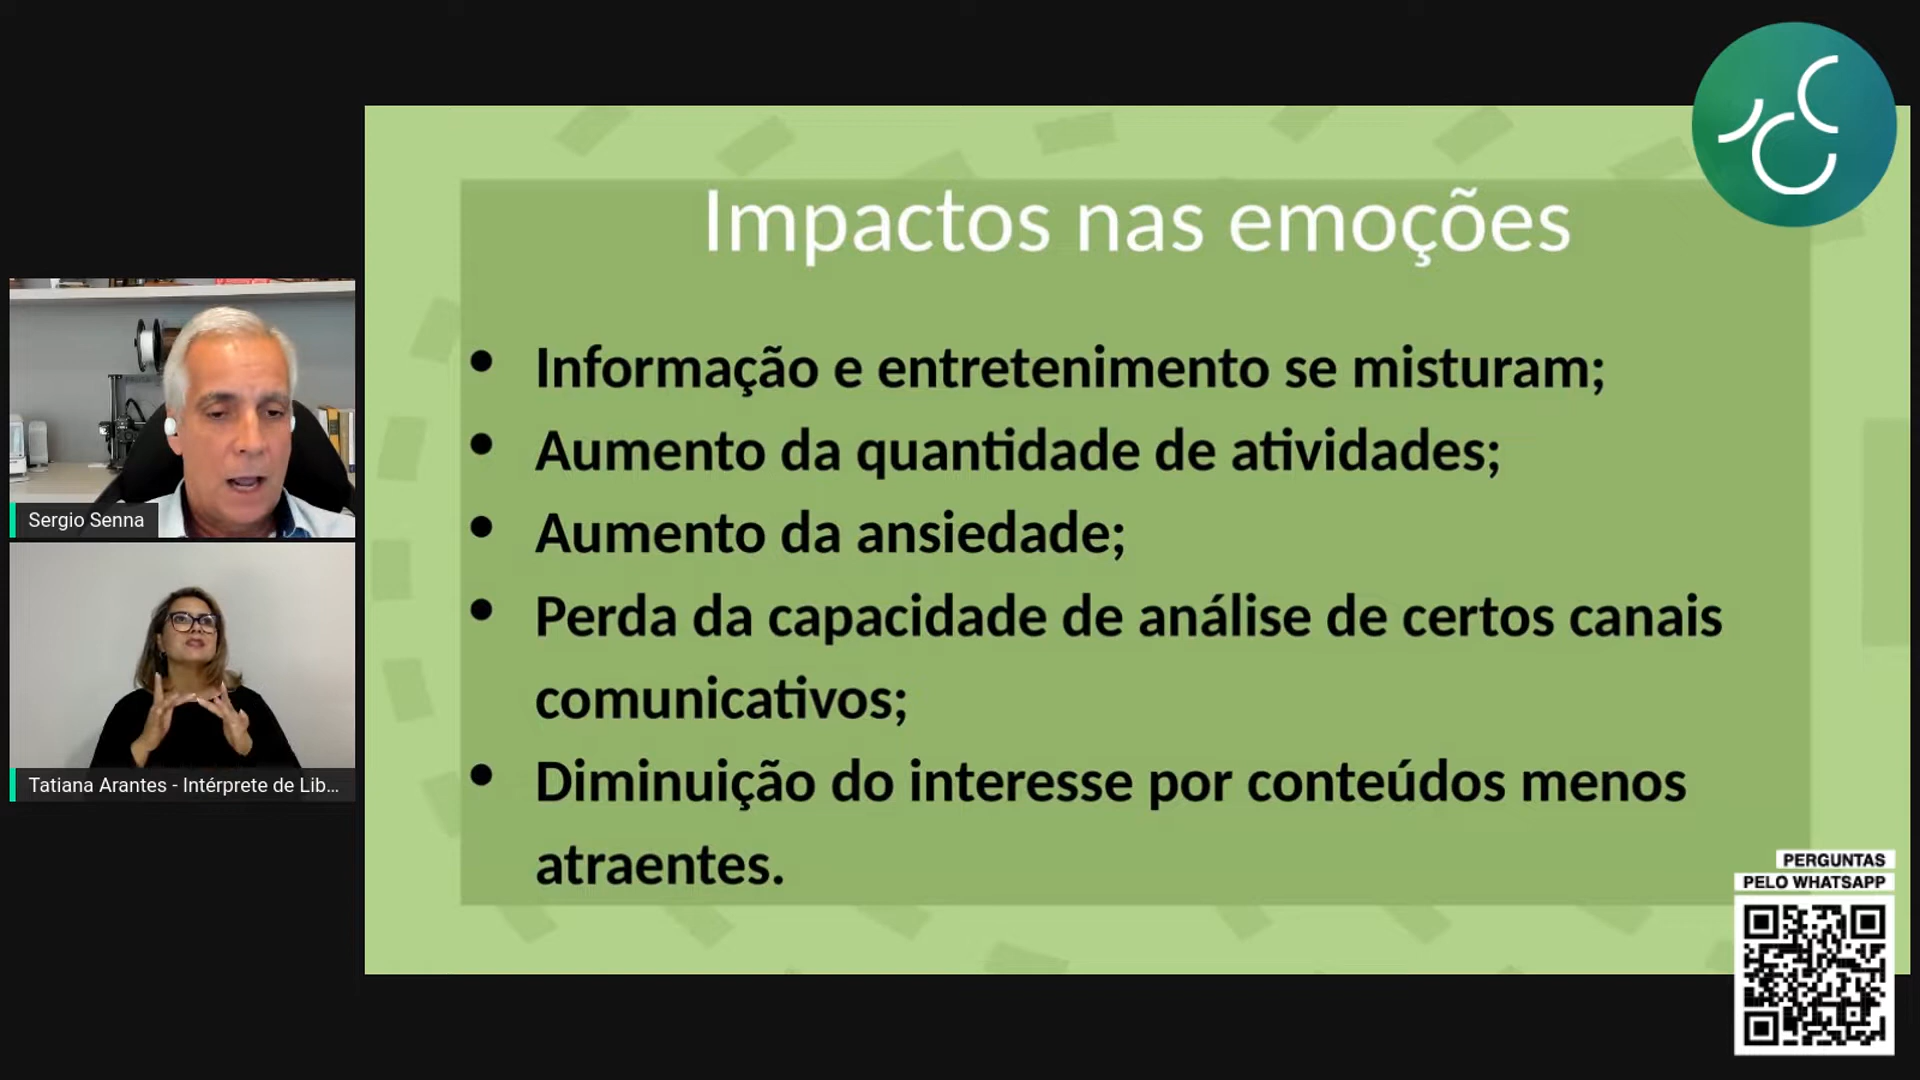 Impactos nas emoções
• Informação e entretenimento se misturam;
• Aumento da quantidade de atividades;
• Aumento da ansiedade;
• Perda da capacidade de análise de certos canais
comunicativos;
• Diminuição do interesse por conteúdos menos
atraentes.
Sergio Senna
Tatiana Arantes - Intérprete de Lib...
PERGUNTAS
PELO WHATSAPP